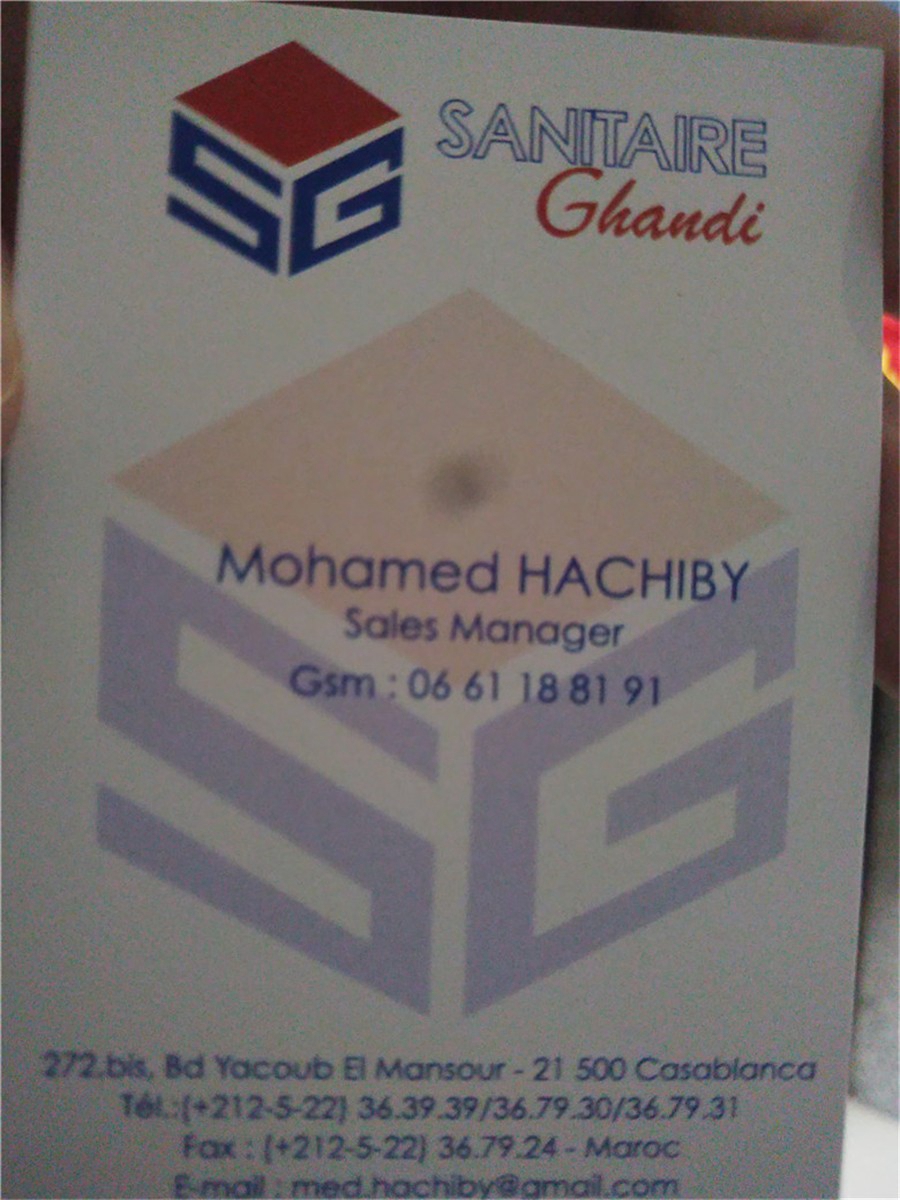 SG
SANITAIRE
Ghandi
Mohamed HACHIBY
Sales Manager
Gsm : 06 61 18 81 91
SG
272.bis, Bd Yacoub El Mansour - 21 500 Casablanca
Tél.:(+212-5-22) 36.39.39/36.79.30/36.79.31
Fax : (+212-5-22) 36.79.24 - Maroc
E-mail : med.hachiby@gmail.com